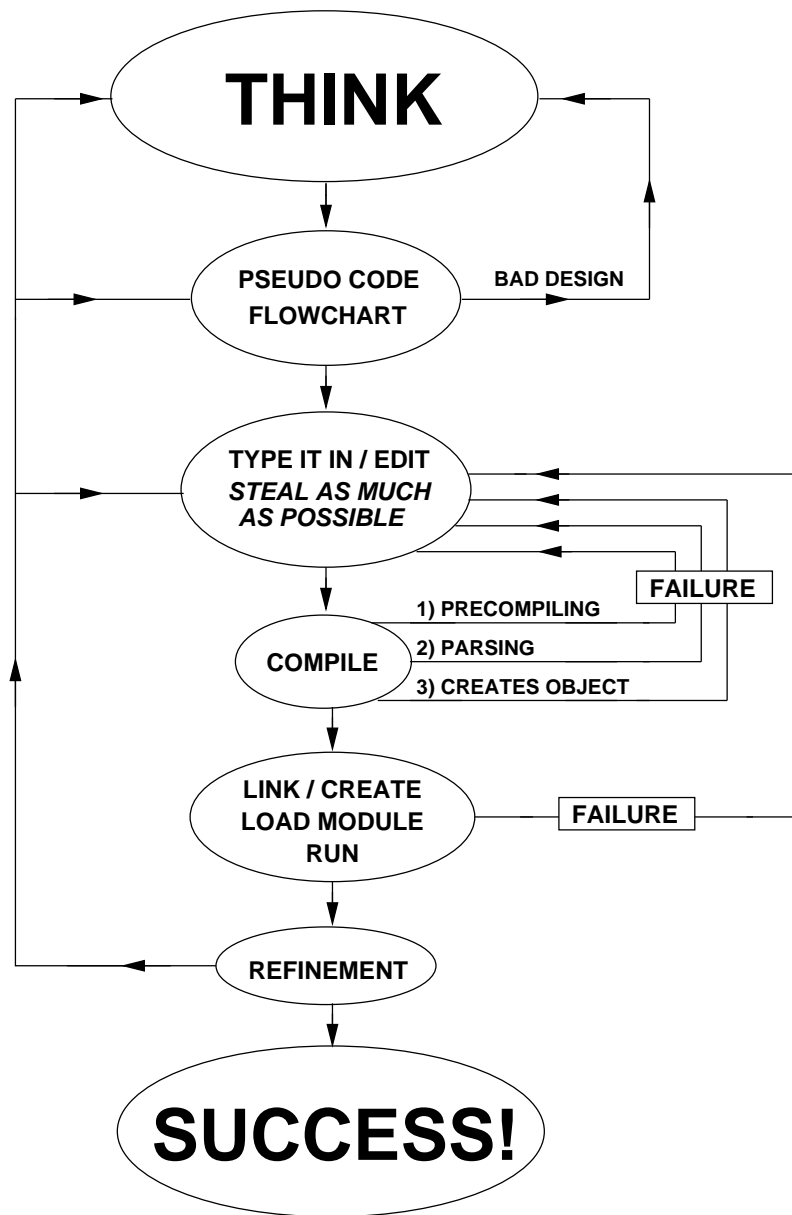 THINK
PSEUDO CODE
FLOWCHART
BAD DESIGN
TYPE IT IN / EDIT
STEAL AS MUCH
AS POSSIBLE
FAILURE
1) PRECOMPILING
COMPILE
2) PARSING
3) CREATES OBJECT
LINK / CREATE
LOAD MODULE
RUN
FAILURE
REFINEMENT
SUCCESS!